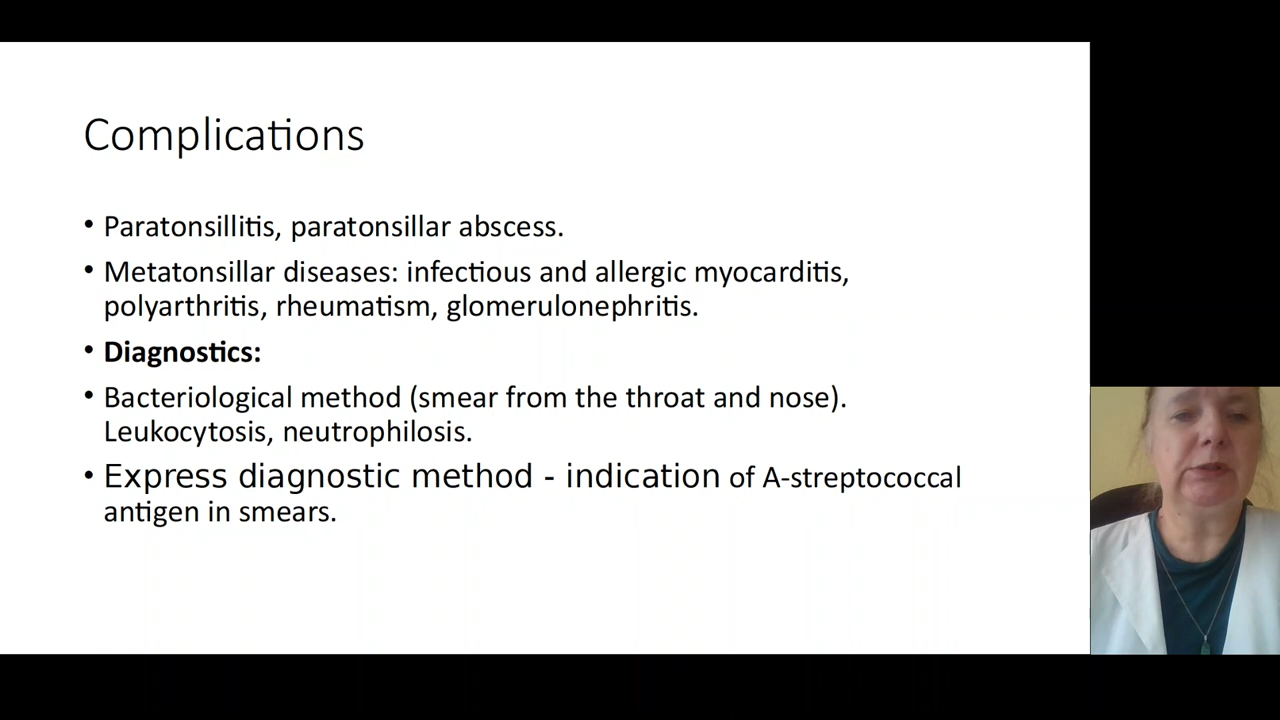 Complications
• Paratonsillitis, paratonsillar abscess.
• Metatonsillar diseases: infectious and allergic myocarditis,
polyarthritis, rheumatism, glomerulonephritis.
• Diagnostics:
• Bacteriological method (smear from the throat and nose).
Leukocytosis, neutrophilosis.
• Express diagnostic method - indication of A-streptococcal
antigen in smears.